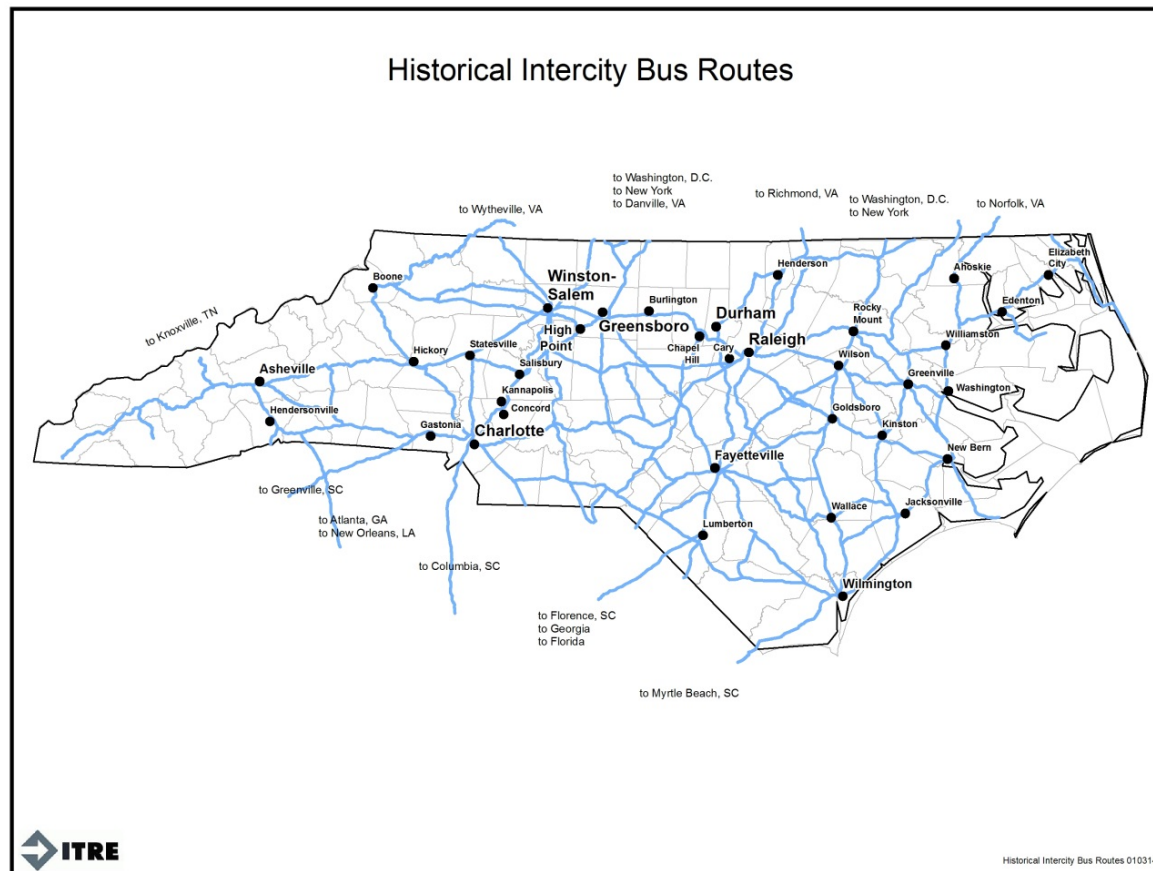 Historical Intercity Bus Routes
to Washington, D.C.
to New York
to Danville, VA
to Richmond, VA
to Washington, D.C.
to New York
to Norfolk, VA
to Wytheville, VA
to Knoxville, TN
Boone
Winston-
Salem
Greensboro
High
Point
Burlington
Henderson
Durham
Chapel
Hill
Cary
Raleigh
Rocky
Mount
Ahoskie
Elizabeth
City
Edenton
Williamston
Wilson
Greenville
Washington
Hickory
Statesville
Salisbury
Kannapolis
Concord
Asheville
Hendersonville
Gastonia
Charlotte
Goldsboro
Kinston
New Bern
Fayetteville
Wallace
Jacksonville
Lumberton
Wilmington
to Greenville, SC
to Atlanta, GA
to New Orleans, LA
to Columbia, SC
to Florence, SC
to Georgia
to Florida
to Myrtle Beach, SC
ITRE
Historical Intercity Bus Routes 010314